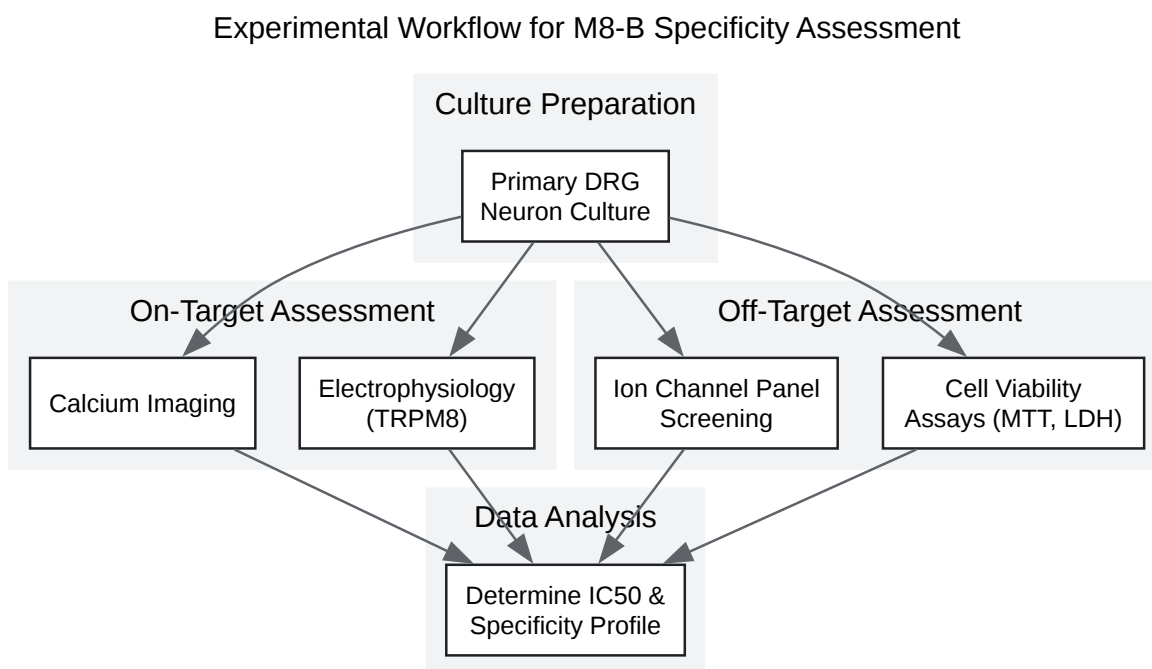 Experimental Workflow for M8-B Specificity Assessment
Culture Preparation
Primary DRG
Neuron Culture
On-Target Assessment
Off-Target Assessment
Calcium Imaging
Electrophysiology
(TRPM8)
Ion Channel Panel
Screening
Cell Viability
Assays (MTT, LDH)
Data Analysis
Determine IC50 &
Specificity Profile